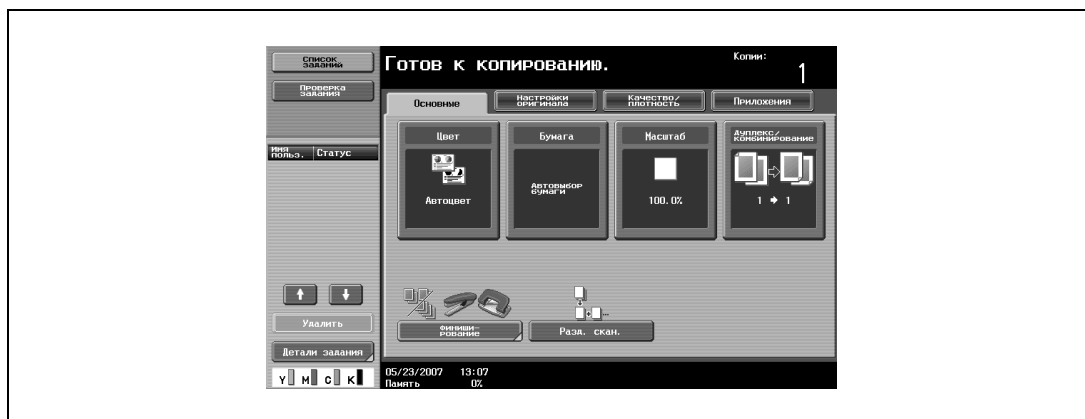 Список
заданий
Проверка
задания
Имя
польз.
Статус
Удалить
Детали задания
Y M C K
Готов к копированию.
Копии:
1
Основные
Настройки
оригинала
Качество/
плотность
Приложения
Цвет
Автоцвет
Бумага
Автовыбор
бумаги
Масштаб
100.0%
Дуплекс/
комбинирование
1 → 1
Финиши-
рование
Разд. скан.
05/23/2007 13:07
Память 0%